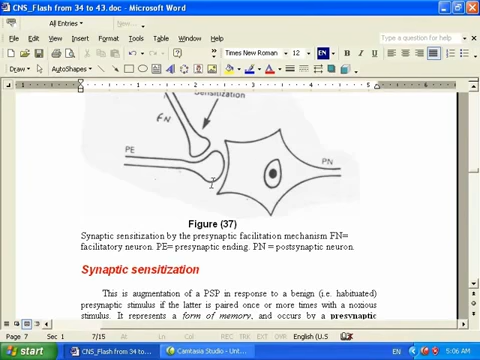 CNS_Flash from 34 to 43.doc - Microsoft Word
All Entries
New...
File Edit View Insert Format Tools Table Window Help
Times New Roman 12 EN B I U
Draw AutoShapes
Sensitization
FN
PE
PN
Figure (37)
Synaptic sensitization by the presynaptic facilitation mechanism FN=
facilitatory neuron. PE= presynaptic ending. PN = postsynaptic neuron.
Synaptic sensitization
This is augmentation of a PSP in response to a benign (i.e. habituated)
presynaptic stimulus if the latter is paired once or more times with a noxious
stimulus. It represents a form of memory, and occurs by a presynaptic
Page 7 Sec 1 7/15 At Ln Col REC TRK EXT OVR English (U.S
start CNS_Flash from 34 to... Camtasia Studio - Unt... EN 5:06 AM